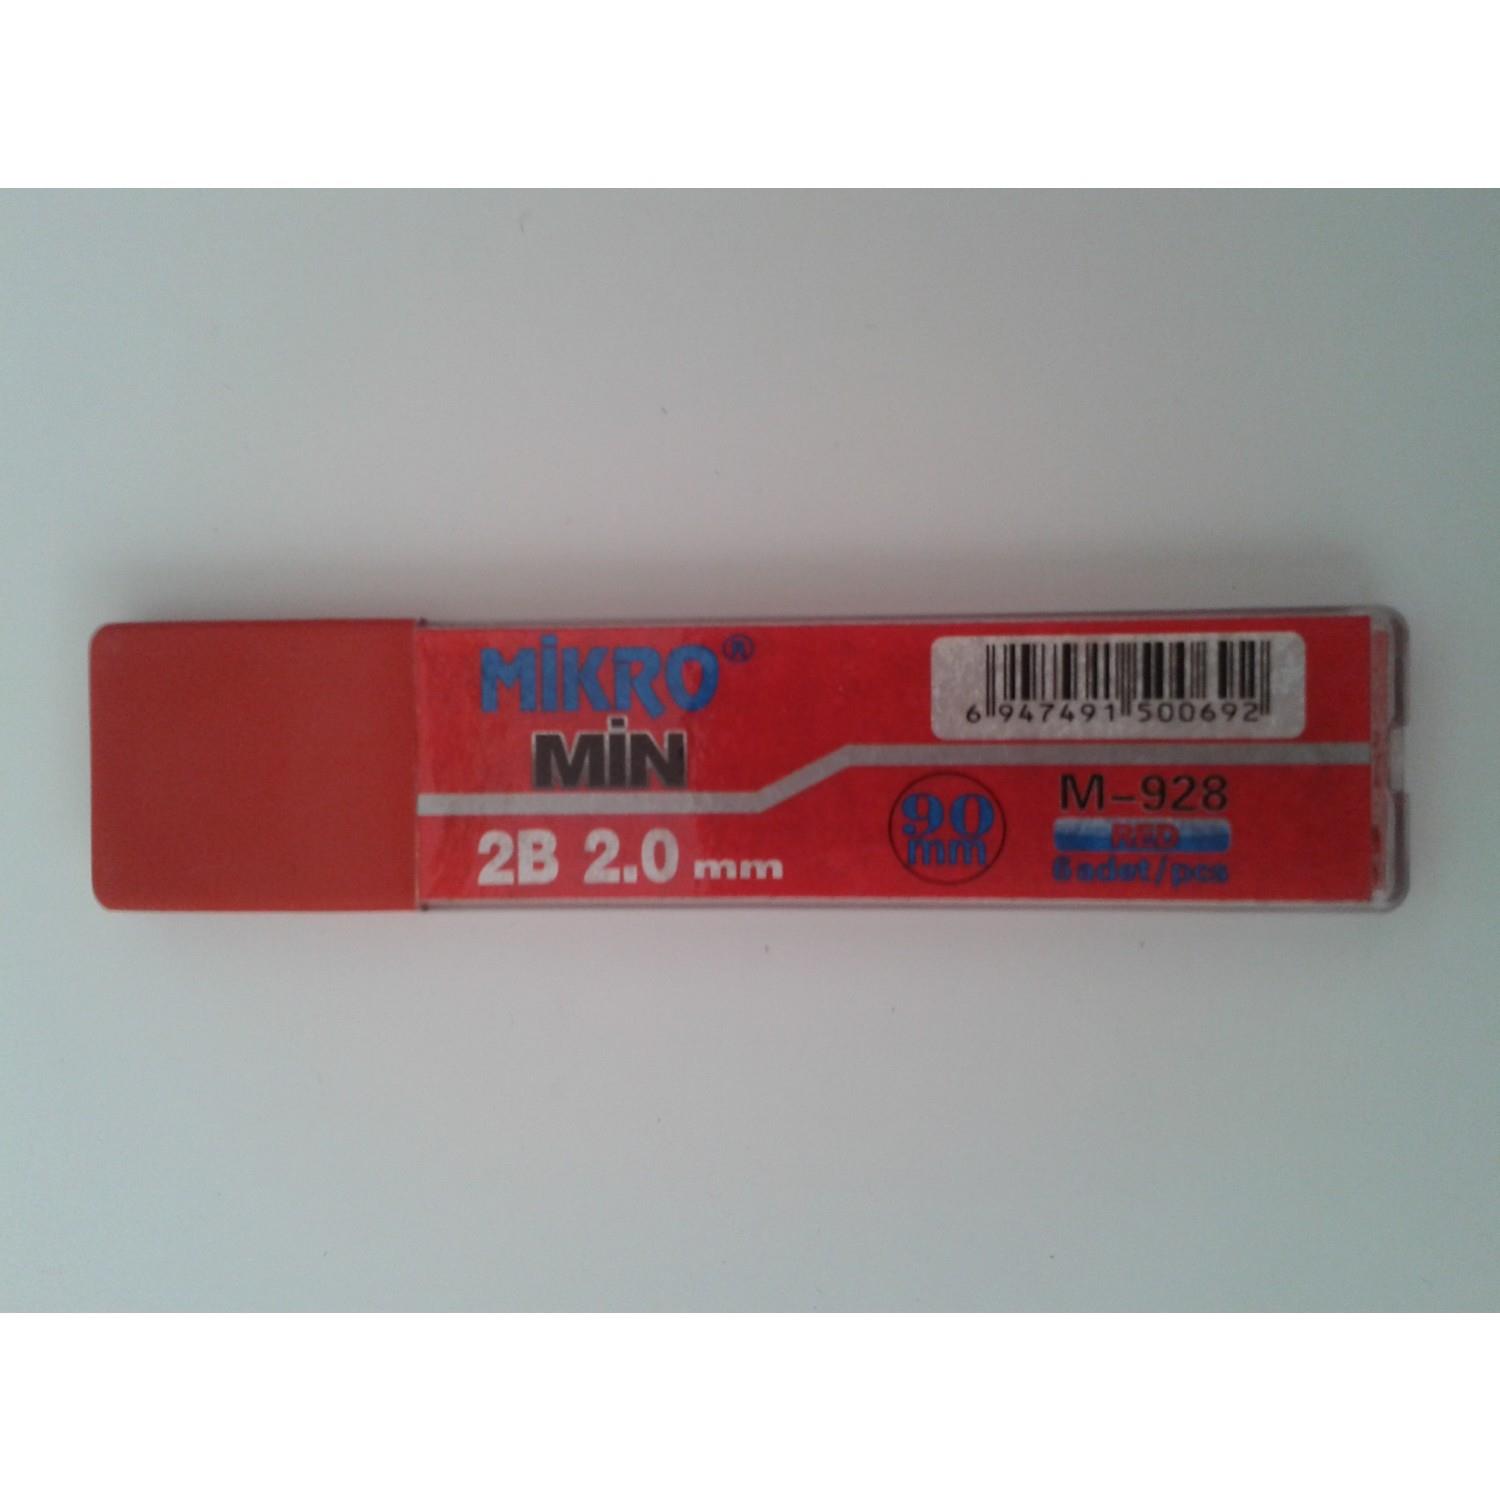 MİKRO®
MİN
2B 2.0 mm
6 947491 500692
90
mm
M-928
RED
6 adet/pcs